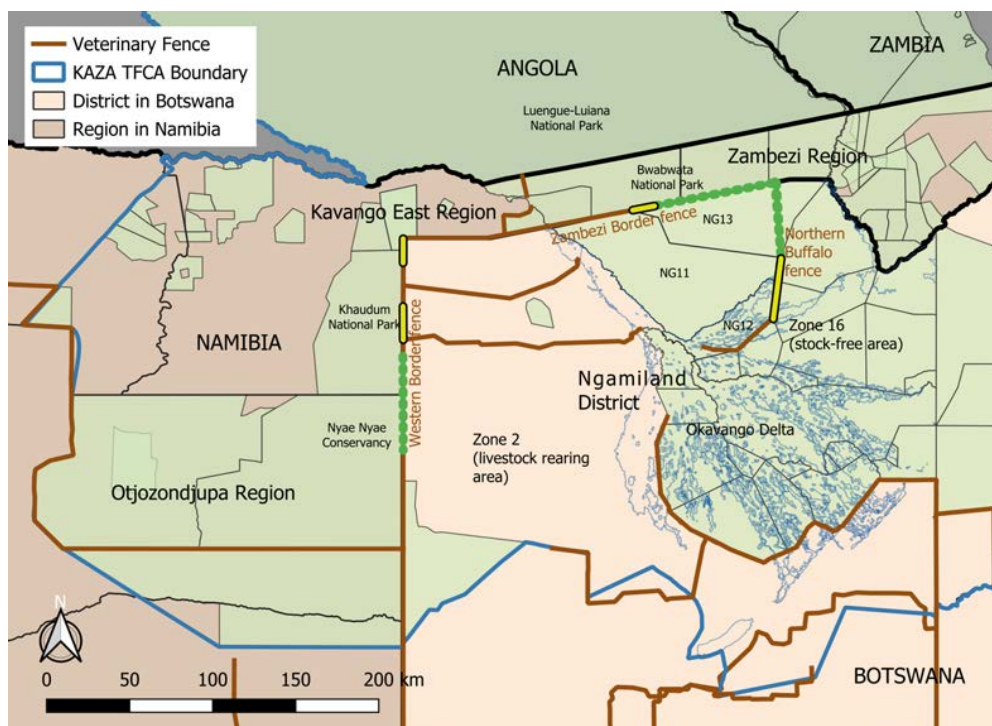 Veterinary Fence
KAZA TFCA Boundary
District in Botswana
Region in Namibia
ANGOLA
ZAMBIA
Luengue-Luiana
National Park
Zambezi Region
Bwabwata
National Park
Kavango East Region
Zambezi Border fence
NG13
Northern
Buffalo
fence
NG11
Khaudum
National Park
NAMIBIA
Western Border fence
NG12
Zone 16
(stock-free area)
Ngamiland
District
Nyae Nyae
Conservancy
Zone 2
(livestock rearing
area)
Okavango Delta
Otjozondjupa Region
N
0 50 100 150 200 km
BOTSWANA